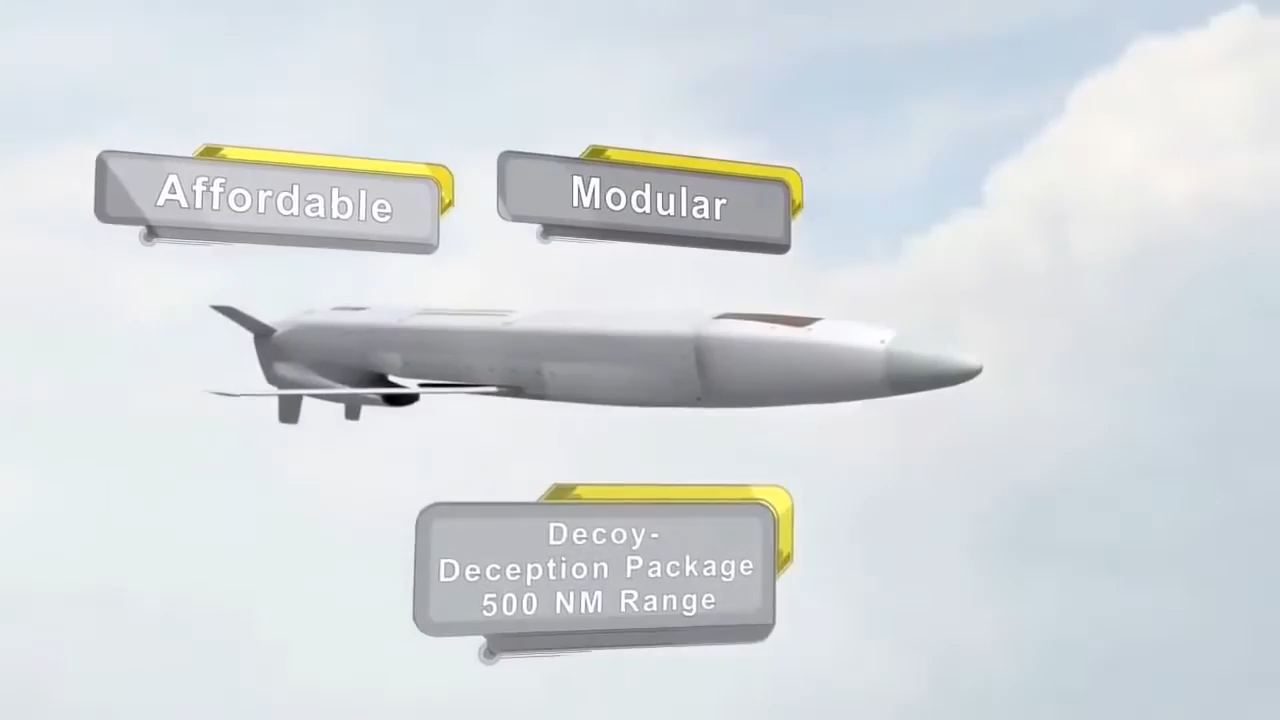 Affordable
Modular
Decoy-
Deception Package
500 NM Range